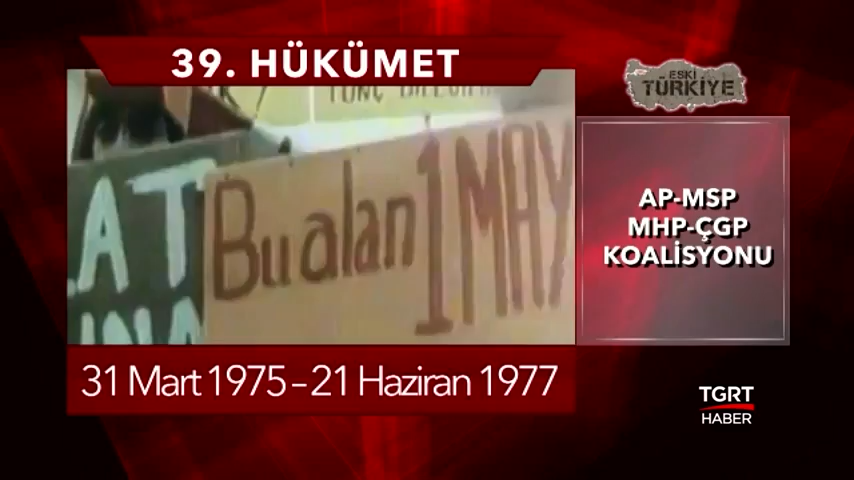 39. HÜKÜMET
ESKİ
TÜRKİYE
AT
Bu alan 1 MAY
AP-MSP
MHP-ÇGP
KOALİSYONU
31 Mart 1975 – 21 Haziran 1977
TGRT
HABER